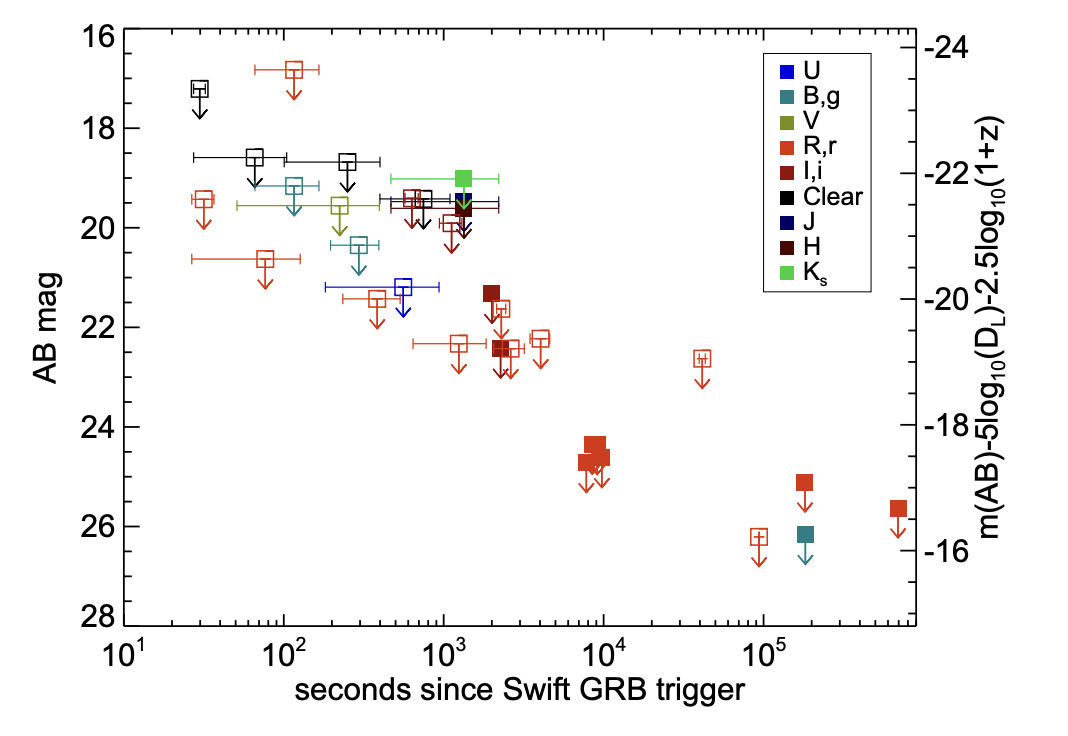 16
18
20
22
24
26
28
AB mag
10¹
10²
10³
10⁴
10⁵
seconds since Swift GRB trigger
U
B,g
V
R,r
I,i
Clear
J
H
Kₛ
-24
-22
-20
-18
-16
m(AB)-5log₁₀(D_L)-2.5log₁₀(1+z)